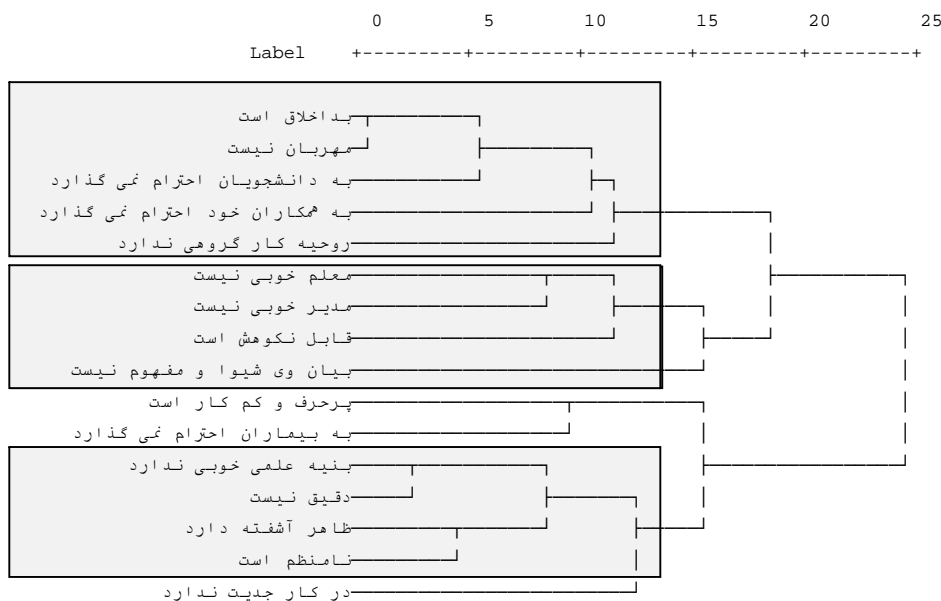 0 5 10 15 20 25
Label +---------+---------+---------+---------+---------+
بداخلاق است
مهربان نیست
به دانشجویان احترام نمی گذارد
به همکاران خود احترام نمی گذارد
روحیه کار گروهی ندارد
معلم خوبی نیست
مدیر خوبی نیست
قابل نکوهش است
بیان وی شیوا و مفهوم نیست
پرحرف و کم کار است
به بیماران احترام نمی گذارد
بنیه علمی خوبی ندارد
دقیق نیست
ظاهر آشفته دارد
نامنظم است
در کار جدیت ندارد